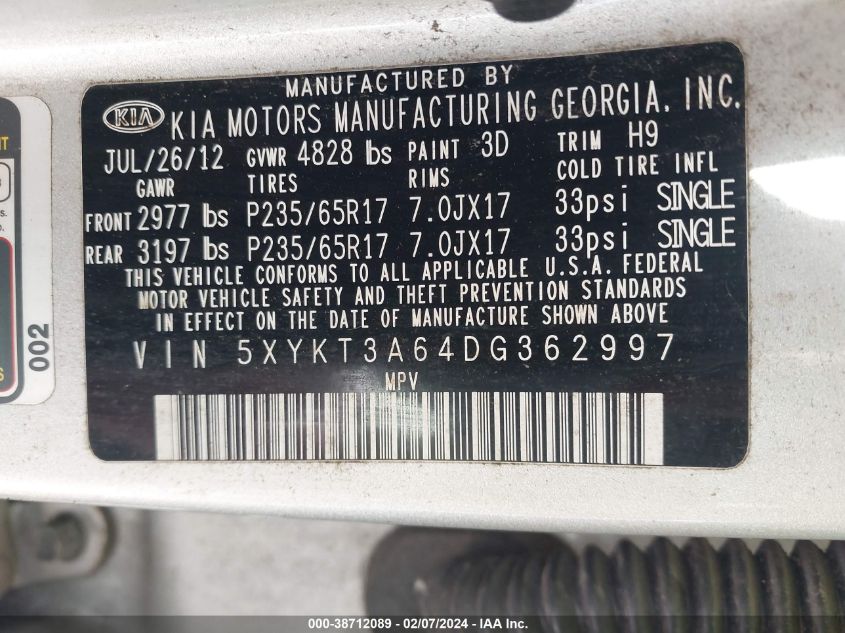 MANUFACTURED BY
KIA KIA MOTORS MANUFACTURING GEORGIA, INC.
JUL/26/12 GVWR 4828 lbs PAINT 3D TRIM H9
GAWR TIRES RIMS COLD TIRE INFL
FRONT 2977 lbs P235/65R17 7.0JX17 33psi SINGLE
REAR 3197 lbs P235/65R17 7.0JX17 33psi SINGLE
THIS VEHICLE CONFORMS TO ALL APPLICABLE U.S.A. FEDERAL
MOTOR VEHICLE SAFETY AND THEFT PREVENTION STANDARDS
IN EFFECT ON THE DATE OF MANUFACTURE SHOWN ABOVE
VIN 5XYKT3A64DG362997
MPV
002
000-38712089 - 02/07/2024 - IAA Inc.